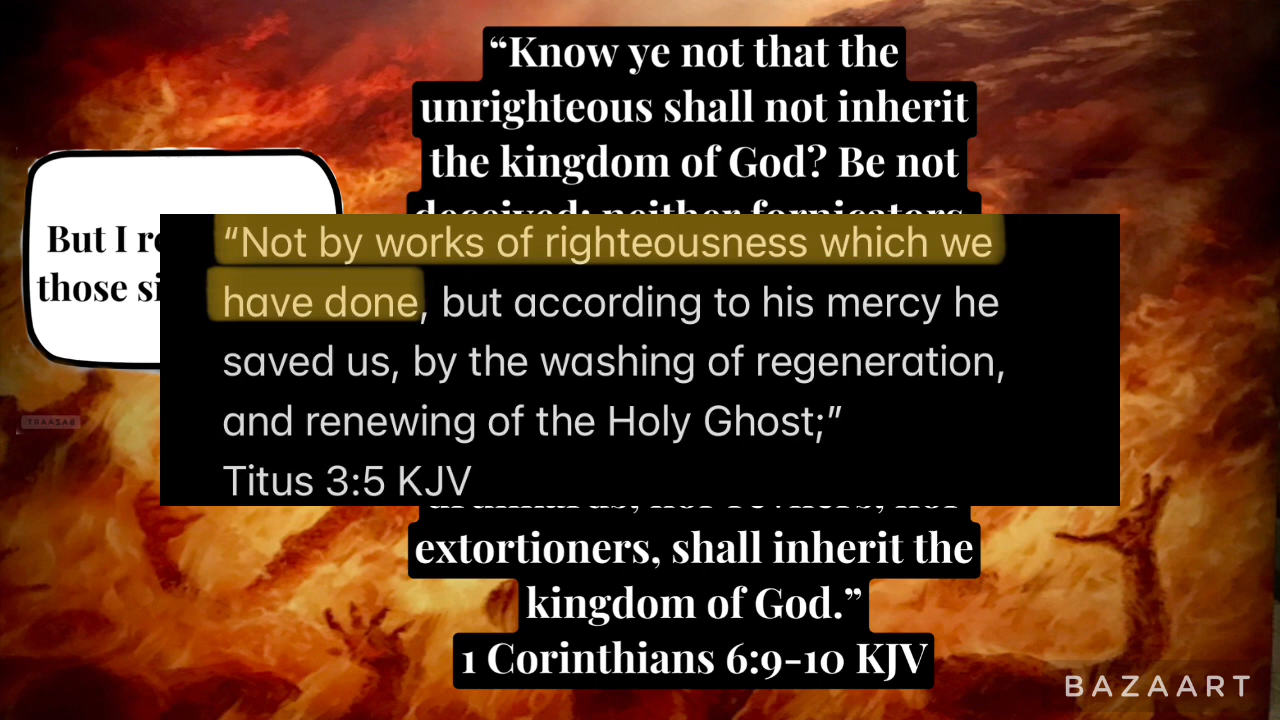 “Know ye not that the
unrighteous shall not inherit
the kingdom of God? Be not
deceived: neither fornicators,
But I
those
“Not by works of righteousness which we
have done, but according to his mercy he
saved us, by the washing of regeneration,
and renewing of the Holy Ghost;”
Titus 3:5 KJV
extortioners, shall inherit the
kingdom of God.”
1 Corinthians 6:9-10 KJV
BAZAART